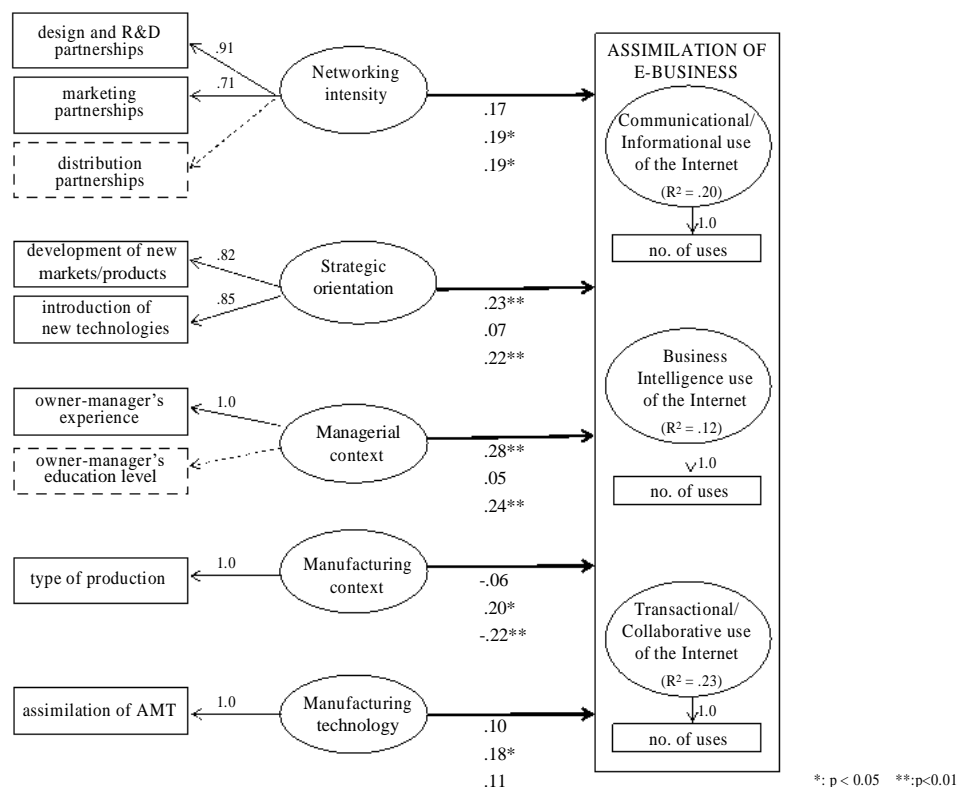 design and R&D
partnerships
.91
marketing
partnerships
.71
distribution
partnerships
Networking
intensity
.17
.19*
.19*
development of new
markets/products
.82
introduction of
new technologies
.85
Strategic
orientation
.23**
.07
.22**
owner-manager's
experience
1.0
owner-manager's
education level
Managerial
context
.28**
.05
.24**
type of production
1.0
Manufacturing
context
-.06
.20*
-.22**
assimilation of AMT
1.0
Manufacturing
technology
.10
.18*
.11
ASSIMILATION OF
E-BUSINESS
Communicational/
Informational use
of the Internet
(R² = .20)
1.0
no. of uses
Business
Intelligence use
of the Internet
(R² = .12)
1.0
no. of uses
Transactional/
Collaborative use
of the Internet
(R² = .23)
1.0
no. of uses
*: p < 0.05 **:p<0.01